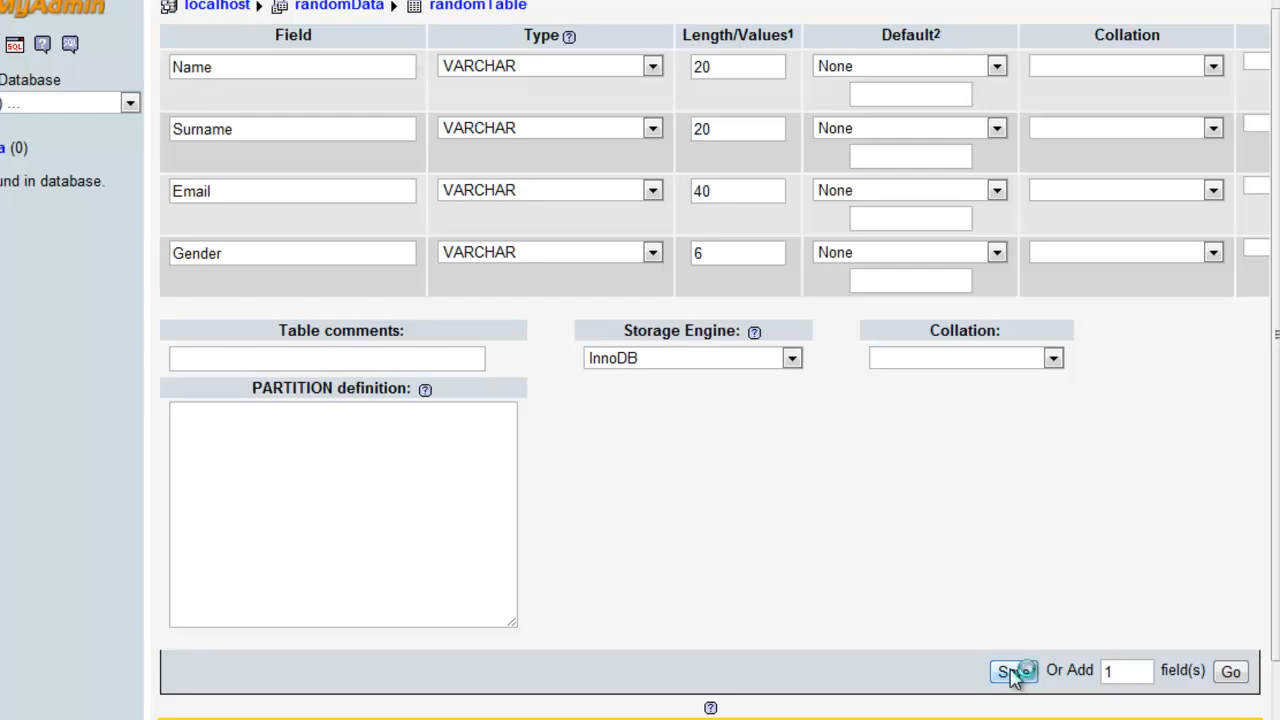 MyAdmin
localhost randomData randomTable
SQL
Database
) ...
a (0)
und in database.
Field Type Length/Values1 Default2 Collation
Name VARCHAR 20 None
Surname VARCHAR 20 None
Email VARCHAR 40 None
Gender VARCHAR 6 None
Table comments: Storage Engine: Collation:
InnoDB
PARTITION definition:
Or Add 1 field(s) Go